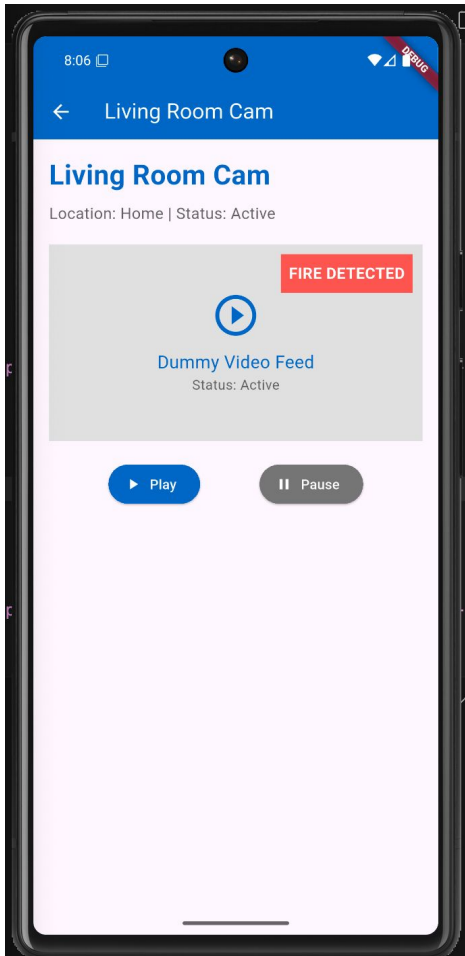 8:06
DEBUG
Living Room Cam
Living Room Cam
Location: Home | Status: Active
FIRE DETECTED
Dummy Video Feed
Status: Active
Play
Pause